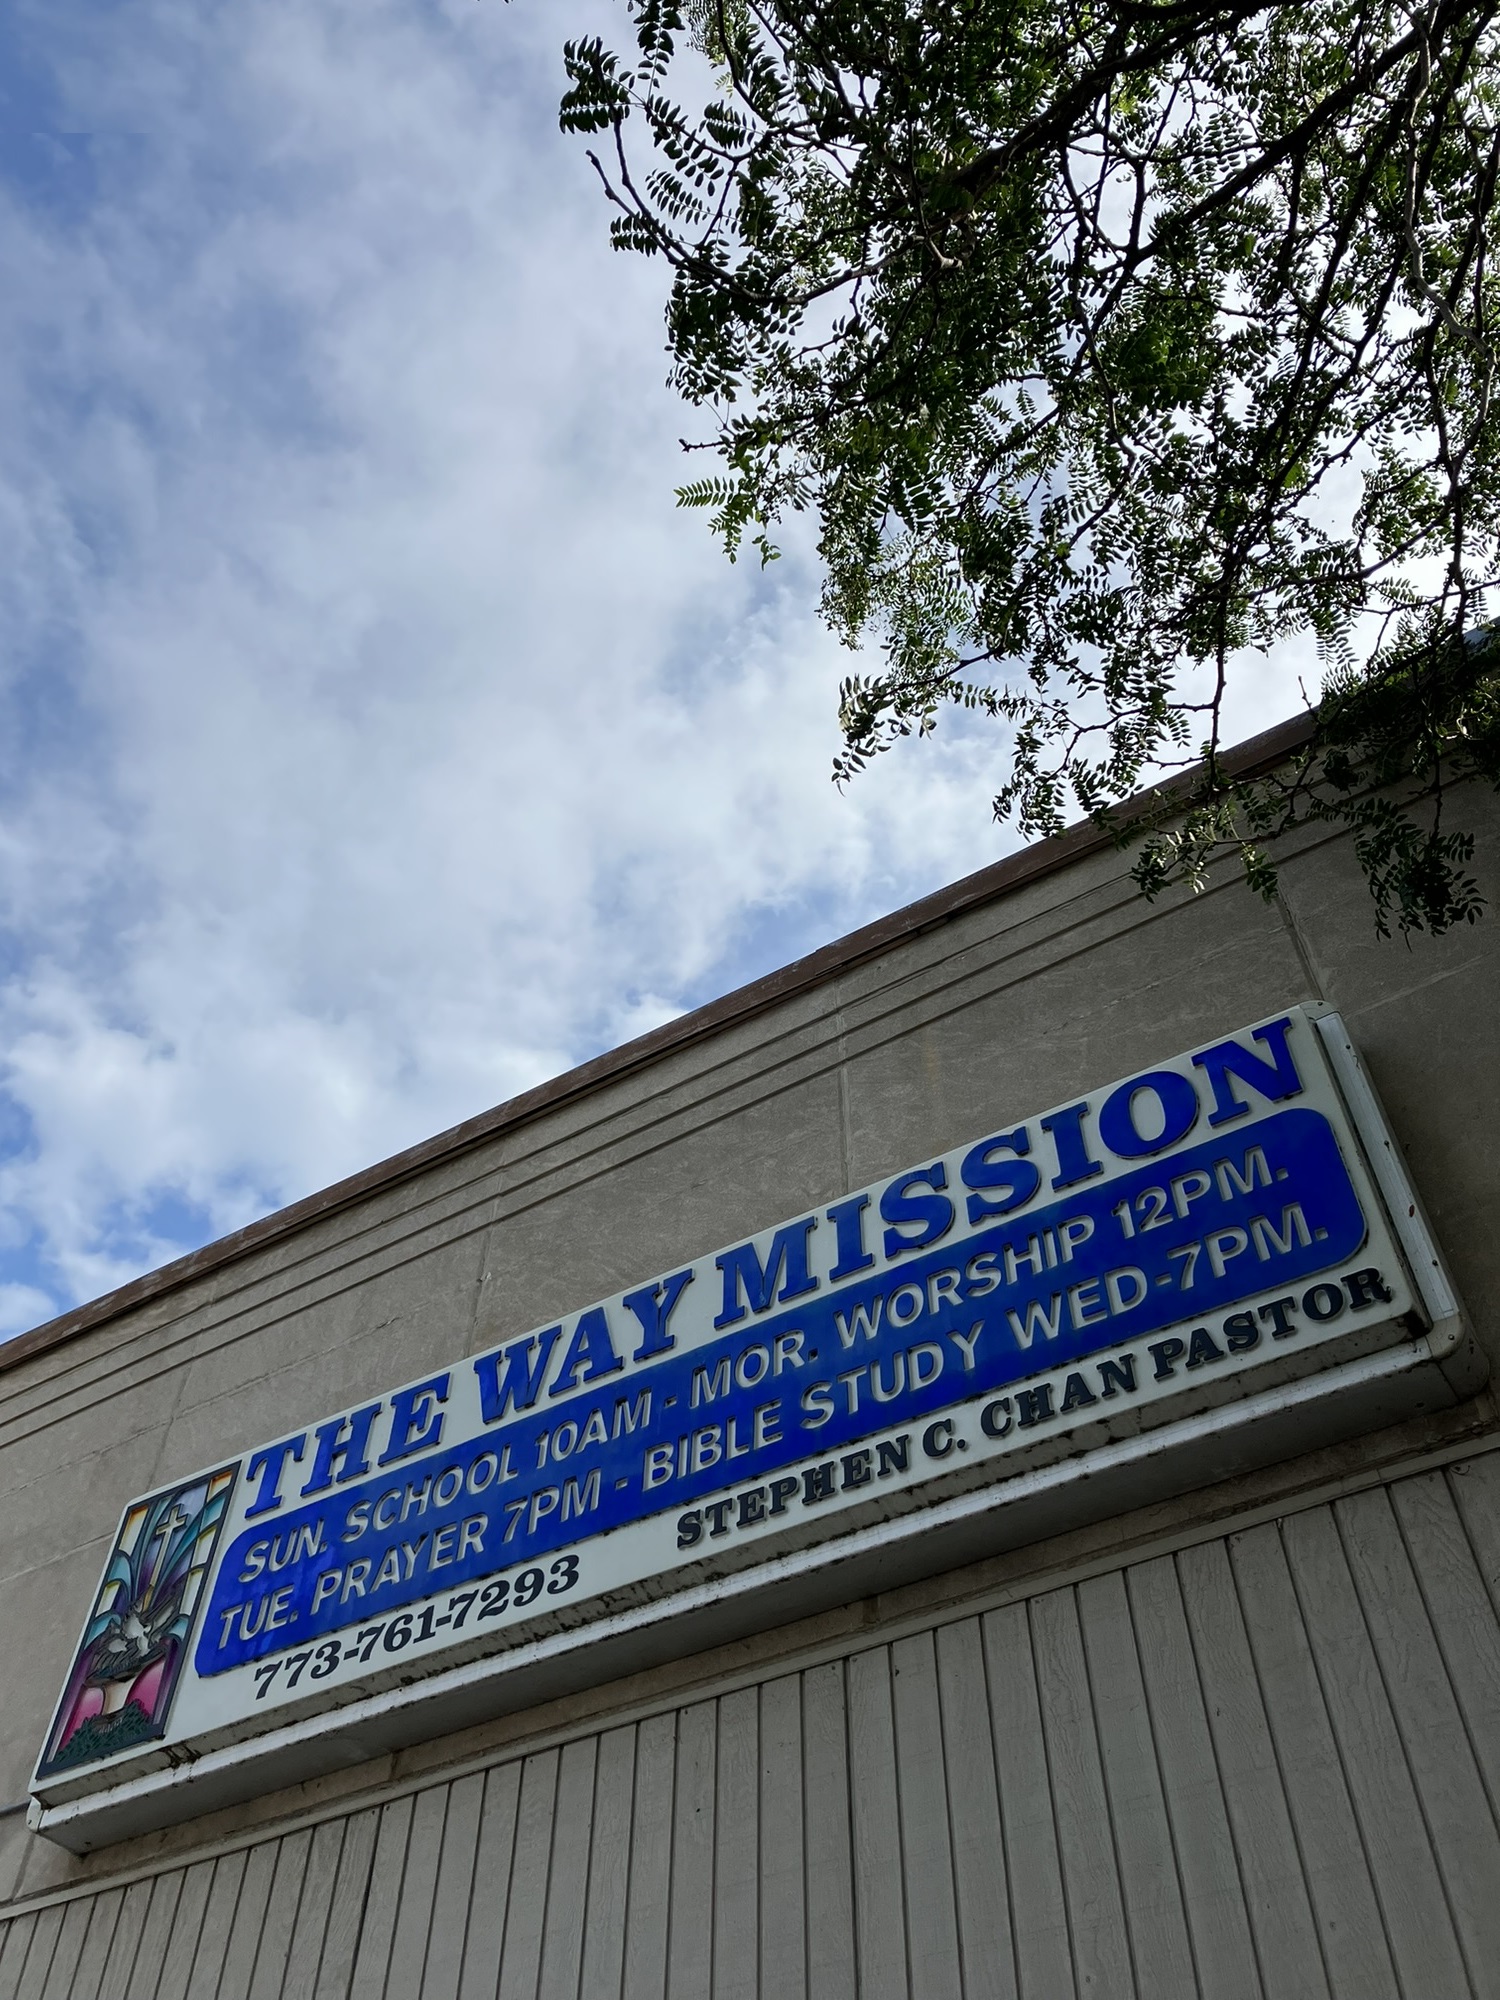 THE WAY MISSION
SUN. SCHOOL 10AM - MOR. WORSHIP 12PM.
TUE. PRAYER 7PM - BIBLE STUDY WED-7PM.
773-761-7293 STEPHEN C. CHAN PASTOR